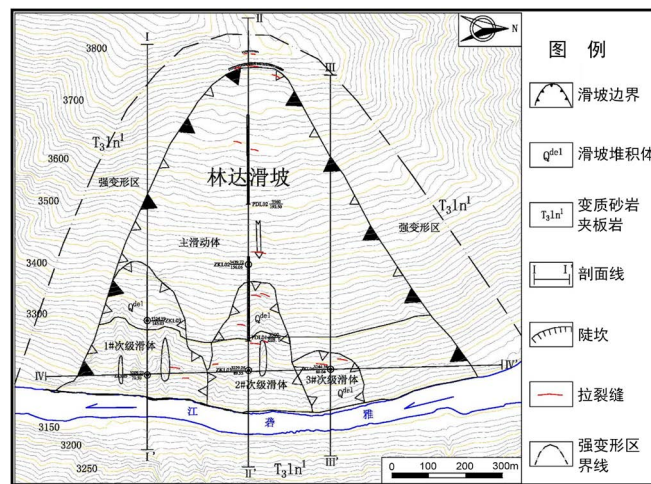 II
N
I
III
3800
3700
3600
3500
3400
3300
3150
3200
3250
T₃ln¹
T₃ln¹
强变形区
林达滑坡
强变形区
PDL02
主滑动体
ZKL02
Qdel
Qdel
ZKL05
1#次级滑体
2#次级滑体
3#次级滑体
Qdel
IV
IV'
江
砻
雅
I'
II'
III'
T₃ln¹
0 100 200 300m
图 例
滑坡边界
Qdel
滑坡堆积体
T₃ln¹
变质砂岩
夹板岩
I I'
剖面线
陡坎
拉裂缝
强变形区
界线